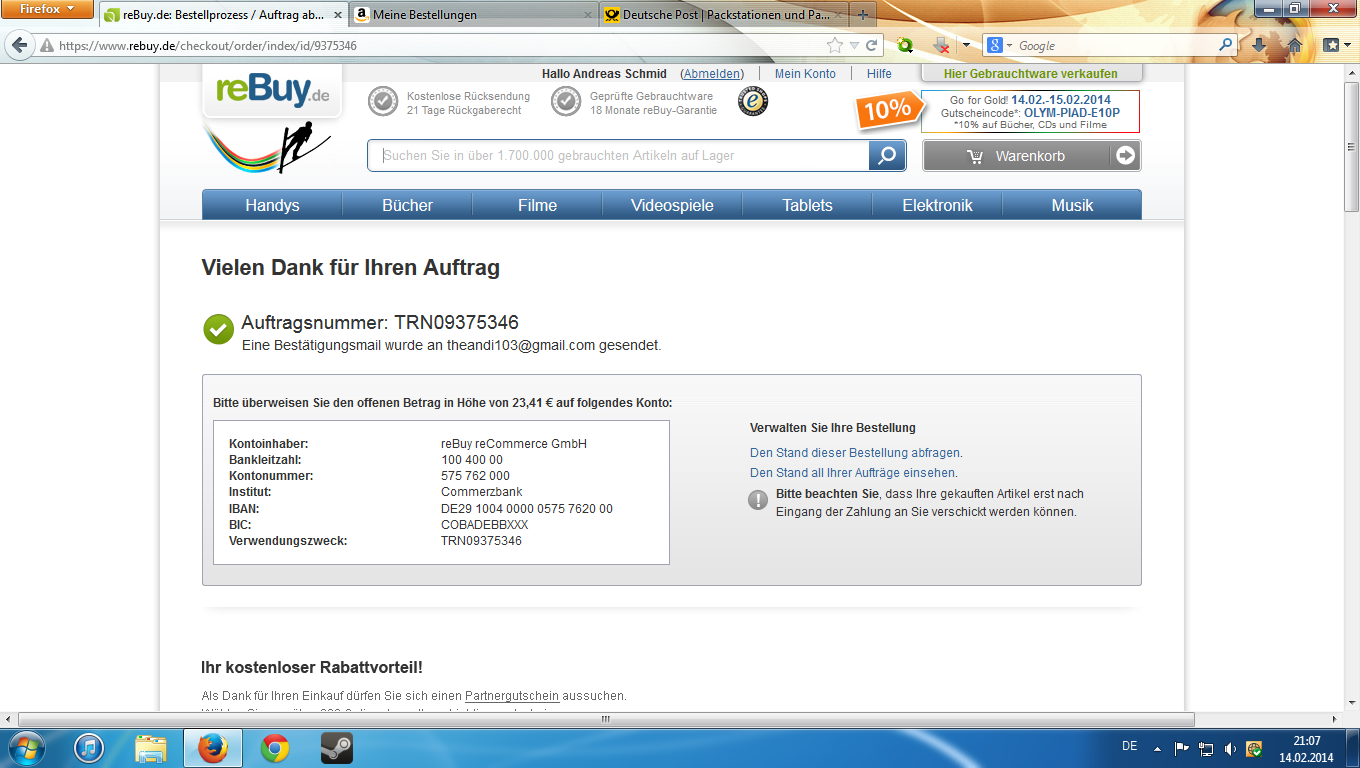 Firefox
reBuy.de: Bestellprozess / Auftrag ab...
Meine Bestellungen
Deutsche Post | Packstationen und Pa...
https://www.rebuy.de/checkout/order/index/id/9375346
Google
reBuy.de
Hallo Andreas Schmid (Abmelden) | Mein Konto | Hilfe
Hier Gebrauchtware verkaufen
Kostenlose Rücksendung
21 Tage Rückgaberecht
Geprüfte Gebrauchtware
18 Monate reBuy-Garantie
10%
Go for Gold! 14.02.-15.02.2014
Gutscheincode*: OLYM-PIAD-E10P
*10% auf Bücher, CDs und Filme
Suchen Sie in über 1.700.000 gebrauchten Artikeln auf Lager
Warenkorb
Handys Bücher Filme Videospiele Tablets Elektronik Musik
Vielen Dank für Ihren Auftrag
Auftragsnummer: TRN09375346
Eine Bestätigungsmail wurde an theandi103@gmail.com gesendet.
Bitte überweisen Sie den offenen Betrag in Höhe von 23,41 € auf folgendes Konto:
Kontoinhaber: reBuy reCommerce GmbH
Bankleitzahl: 100 400 00
Kontonummer: 575 762 000
Institut: Commerzbank
IBAN: DE29 1004 0000 0575 7620 00
BIC: COBADEBBXXX
Verwendungszweck: TRN09375346
Verwalten Sie Ihre Bestellung
Den Stand dieser Bestellung abfragen.
Den Stand all Ihrer Aufträge einsehen.
Bitte beachten Sie, dass Ihre gekauften Artikel erst nach
Eingang der Zahlung an Sie verschickt werden können.
Ihr kostenloser Rabattvorteil!
Als Dank für Ihren Einkauf dürfen Sie sich einen Partnergutschein aussuchen.
DE
21:07
14.02.2014